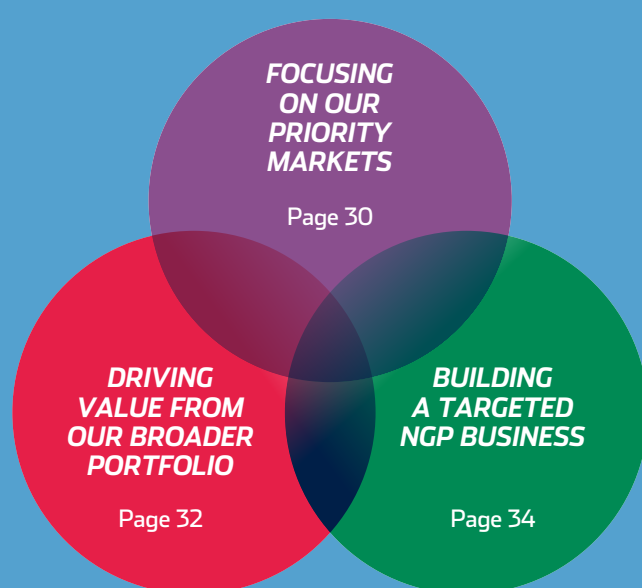 FOCUSING
ON OUR
PRIORITY
MARKETS
Page 30
DRIVING
VALUE FROM
OUR BROADER
PORTFOLIO
Page 32
BUILDING
A TARGETED
NGP BUSINESS
Page 34